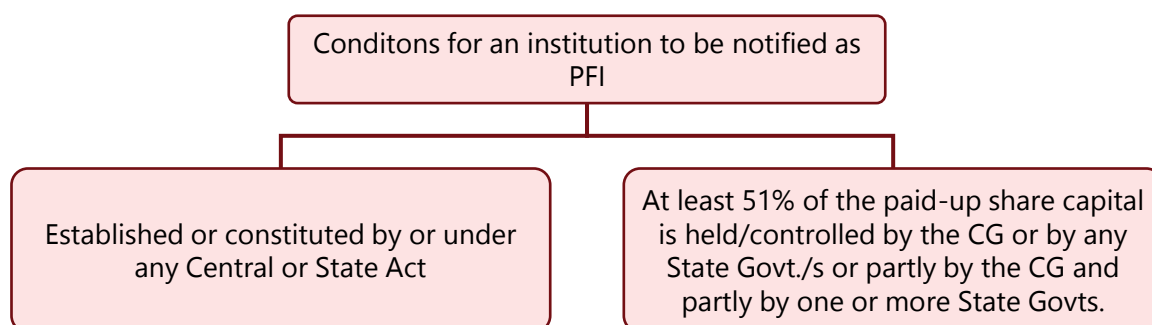 Conditons for an institution to be notified as
PFI
Established or constituted by or under
any Central or State Act
At least 51% of the paid-up share capital
is held/controlled by the CG or by any
State Govt./s or partly by the CG and
partly by one or more State Govts.